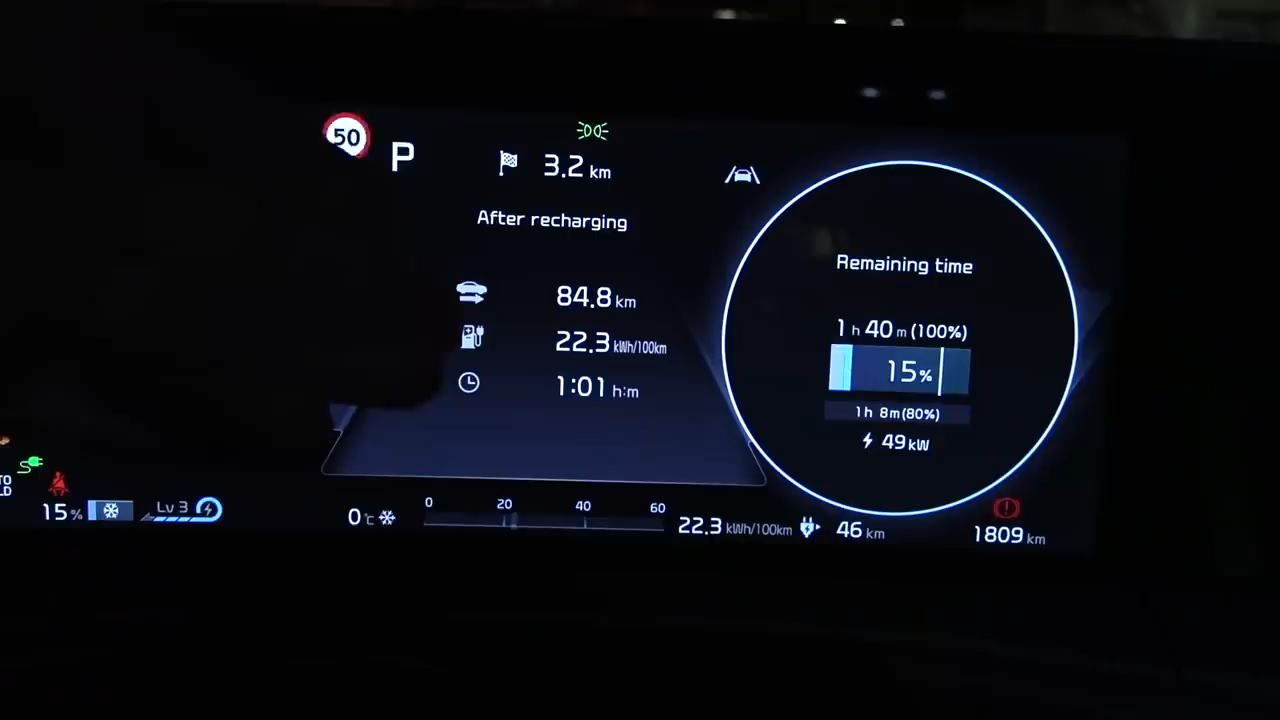 50
P
3.2 km
After recharging
84.8 km
22.3 kWh/100km
1:01 h:m
Remaining time
1 h 40 m (100%)
15%
1h 8m (80%)
49 kW
15%
Lv 3
0°C
0 20 40 60
22.3 kWh/100km
46 km
1809 km